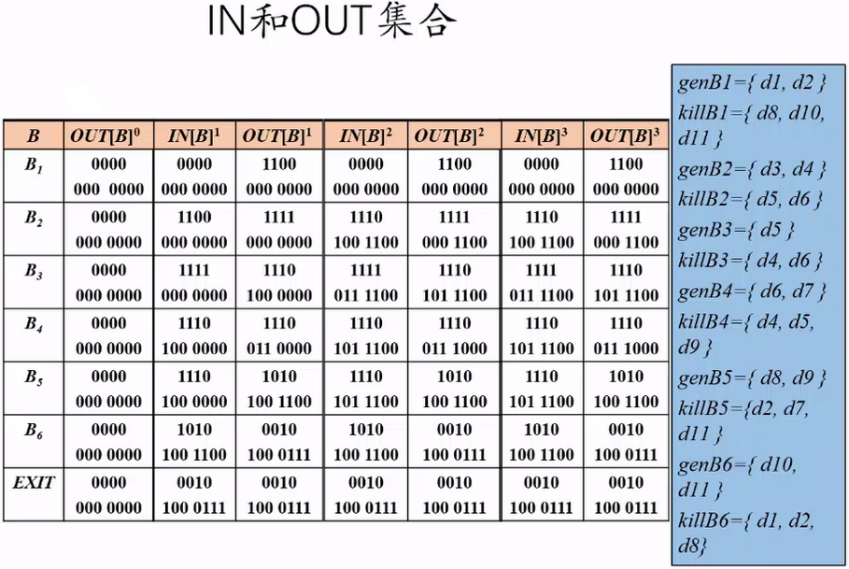 IN和OUT集合
B OUT[B]⁰ IN[B]¹ OUT[B]¹ IN[B]² OUT[B]² IN[B]³ OUT[B]³
B₁ 0000 0000 1100 0000 1100 0000 1100
000 0000 000 0000 000 0000 000 0000 000 0000 000 0000 000 0000
B₂ 0000 1100 1111 1110 1111 1110 1111
000 0000 000 0000 000 0000 100 1100 000 1100 100 1100 000 1100
B₃ 0000 1111 1110 1111 1110 1111 1110
000 0000 000 0000 100 0000 011 1100 101 1100 011 1100 101 1100
B₄ 0000 1110 1110 1110 1110 1110 1110
000 0000 100 0000 011 0000 101 1100 011 1000 101 1100 011 1000
B₅ 0000 1110 1010 1110 1010 1110 1010
000 0000 100 0000 100 1100 101 1100 100 1100 101 1100 100 1100
B₆ 0000 1010 0010 1010 0010 1010 0010
000 0000 100 1100 100 0111 100 1100 100 0111 100 1100 100 0111
EXIT 0000 0010 0010 0010 0010 0010 0010
000 0000 100 0111 100 0111 100 0111 100 0111 100 0111 100 0111
genB1={ d1, d2 }
killB1={ d8, d10,
d11 }
genB2={ d3, d4 }
killB2={ d5, d6 }
genB3={ d5 }
killB3={ d4, d6 }
genB4={ d6, d7 }
killB4={ d4, d5,
d9 }
genB5={ d8, d9 }
killB5={d2, d7,
d11 }
genB6={ d10,
d11 }
killB6={ d1, d2,
d8}